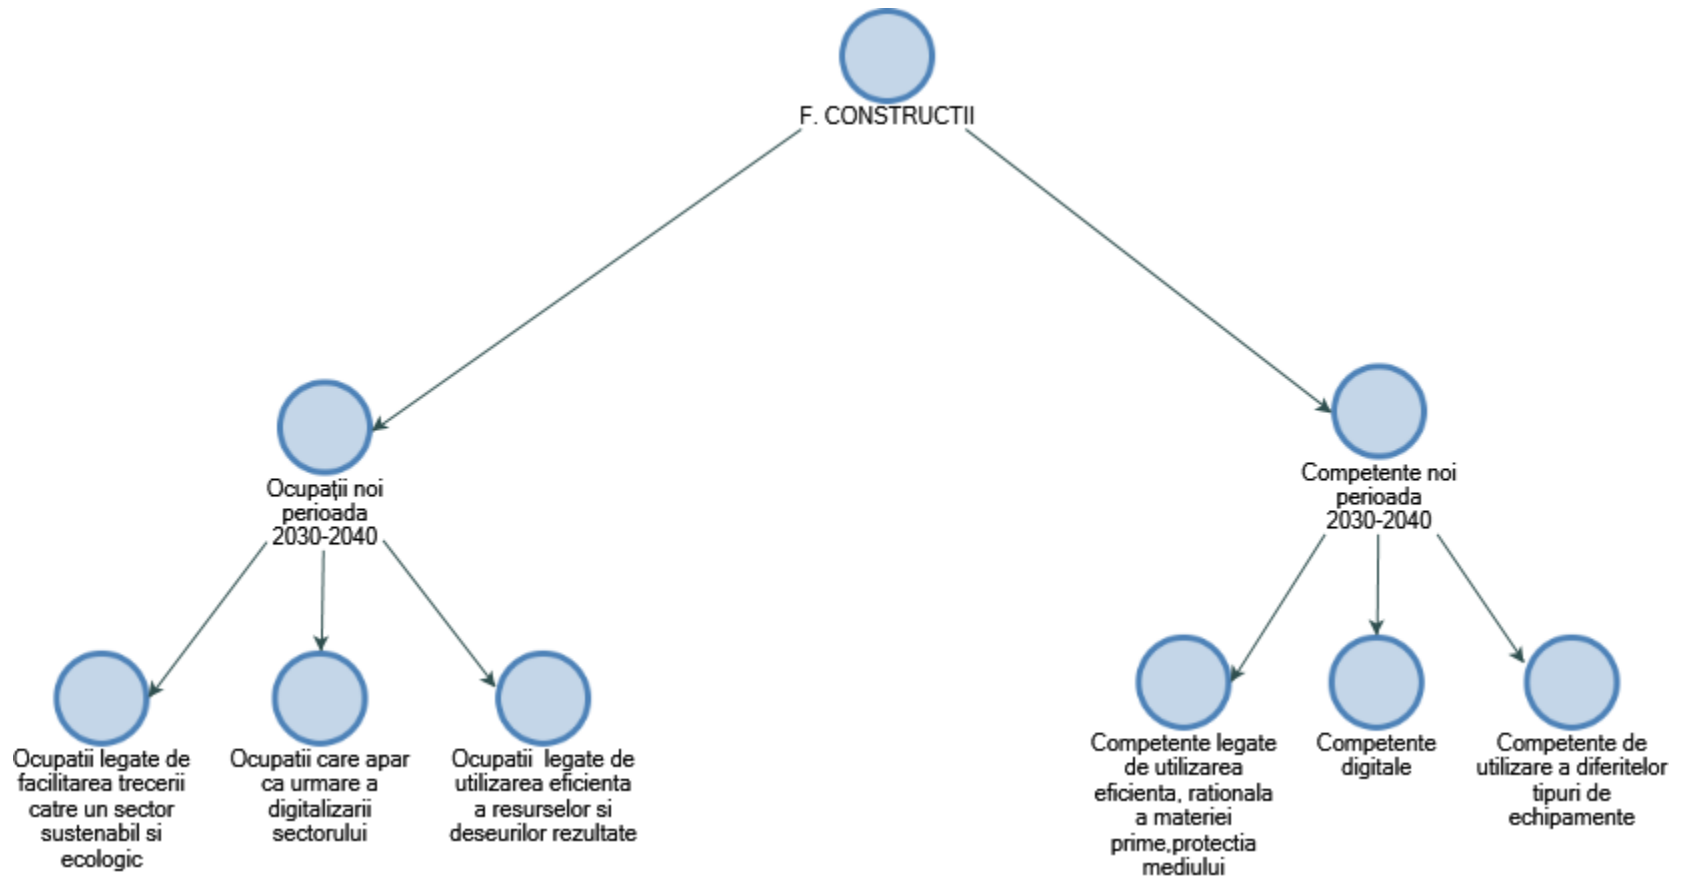 F. CONSTRUCTII
Ocupații noi
perioada
2030-2040
Competente noi
perioada
2030-2040
Ocupatii legate de
facilitarea trecerii
catre un sector
sustenabil si
ecologic
Ocupatii care apar
ca urmare a
digitalizarii
sectorului
Ocupatii  legate de
utilizarea eficienta
a resurselor si
deseurilor rezultate
Competente legate
de utilizarea
eficienta, rationala
a materiei
prime,protectia
mediului
Competente
digitale
Competente de
utilizare a diferitelor
tipuri de
echipamente